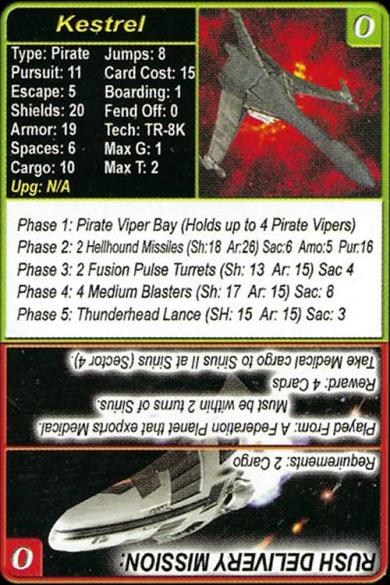 Kestrel
0
Type: Pirate Jumps: 8
Pursuit: 11 Card Cost: 15
Escape: 5 Boarding: 1
Shields: 20 Fend Off: 0
Armor: 19 Tech: TR-8K
Spaces: 6 Max G: 1
Cargo: 10 Max T: 2
Upg: N/A
Phase 1: Pirate Viper Bay (Holds up to 4 Pirate Vipers)
Phase 2: 2 Hellhound Missiles (Sh:18 Ar:26) Sac:6 Amo:5 Pur:16
Phase 3: 2 Fusion Pulse Turrets (Sh: 13 Ar: 15) Sac 4
Phase 4: 4 Medium Blasters (Sh: 17 Ar: 15) Sac: 8
Phase 5: Thunderhead Lance (SH: 15 Ar: 15) Sac: 3
RUSH DELIVERY MISSION:
0
Requirements: 2 Cargo
Played From: A Federation Planet that exports Medical.
Must be within 2 turns of Sirius.
Reward: 4 Cards
Take Medical cargo to Sirius II at Sirius (Sector 4).